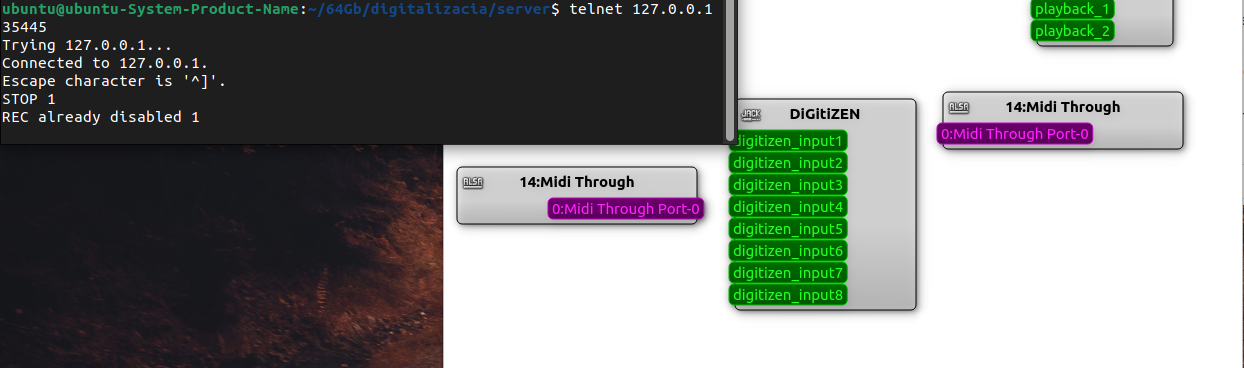 ubuntu@ubuntu-System-Product-Name:~/64Gb/digitalizacia/server$ telnet 127.0.0.1
35445
Trying 127.0.0.1...
Connected to 127.0.0.1.
Escape character is '^]'.
STOP 1
REC already disabled 1
playback_1
playback_2
ALSA 14:Midi Through
0:Midi Through Port-0
JACK DiGitiZEN
digitizen_input1
digitizen_input2
digitizen_input3
digitizen_input4
digitizen_input5
digitizen_input6
digitizen_input7
digitizen_input8
ALSA 14:Midi Through
0:Midi Through Port-0